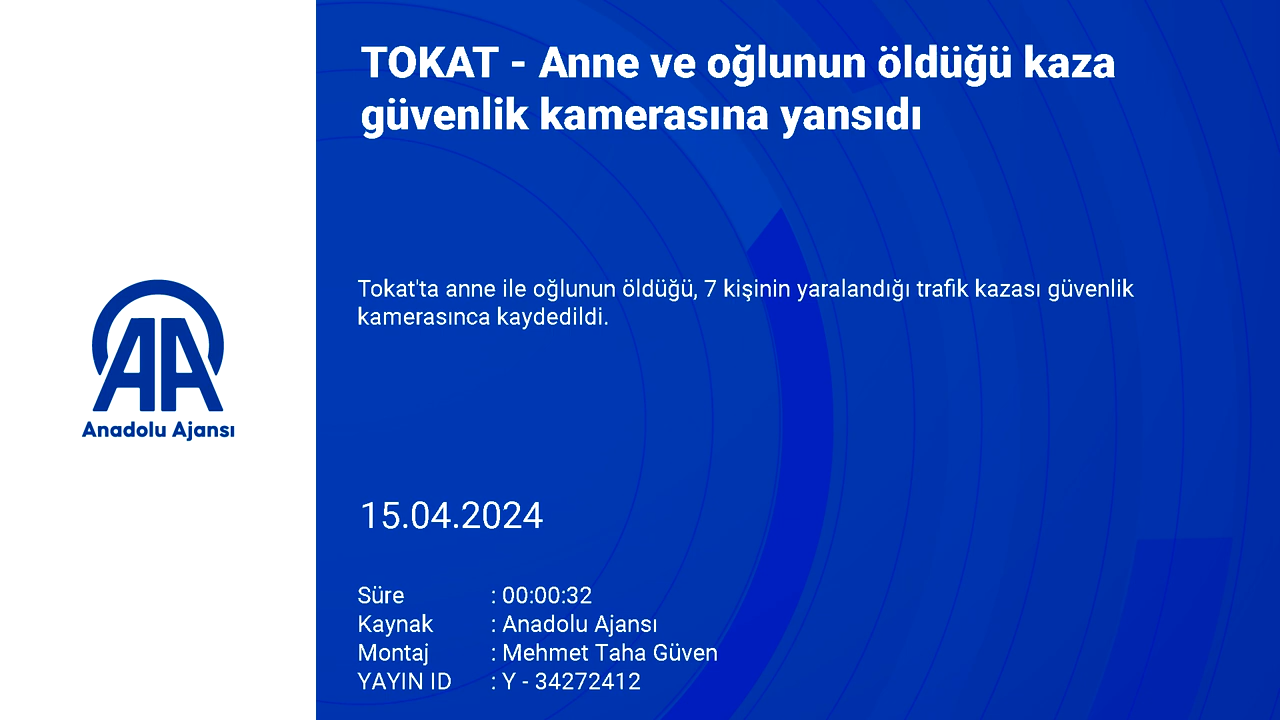 TOKAT - Anne ve oğlunun öldüğü kaza
güvenlik kamerasına yansıdı
Tokat'ta anne ile oğlunun öldüğü, 7 kişinin yaralandığı trafik kazası güvenlik
kamerasınca kaydedildi.
AA
Anadolu Ajansı
15.04.2024
Süre : 00:00:32
Kaynak : Anadolu Ajansı
Montaj : Mehmet Taha Güven
YAYIN ID : Y - 34272412